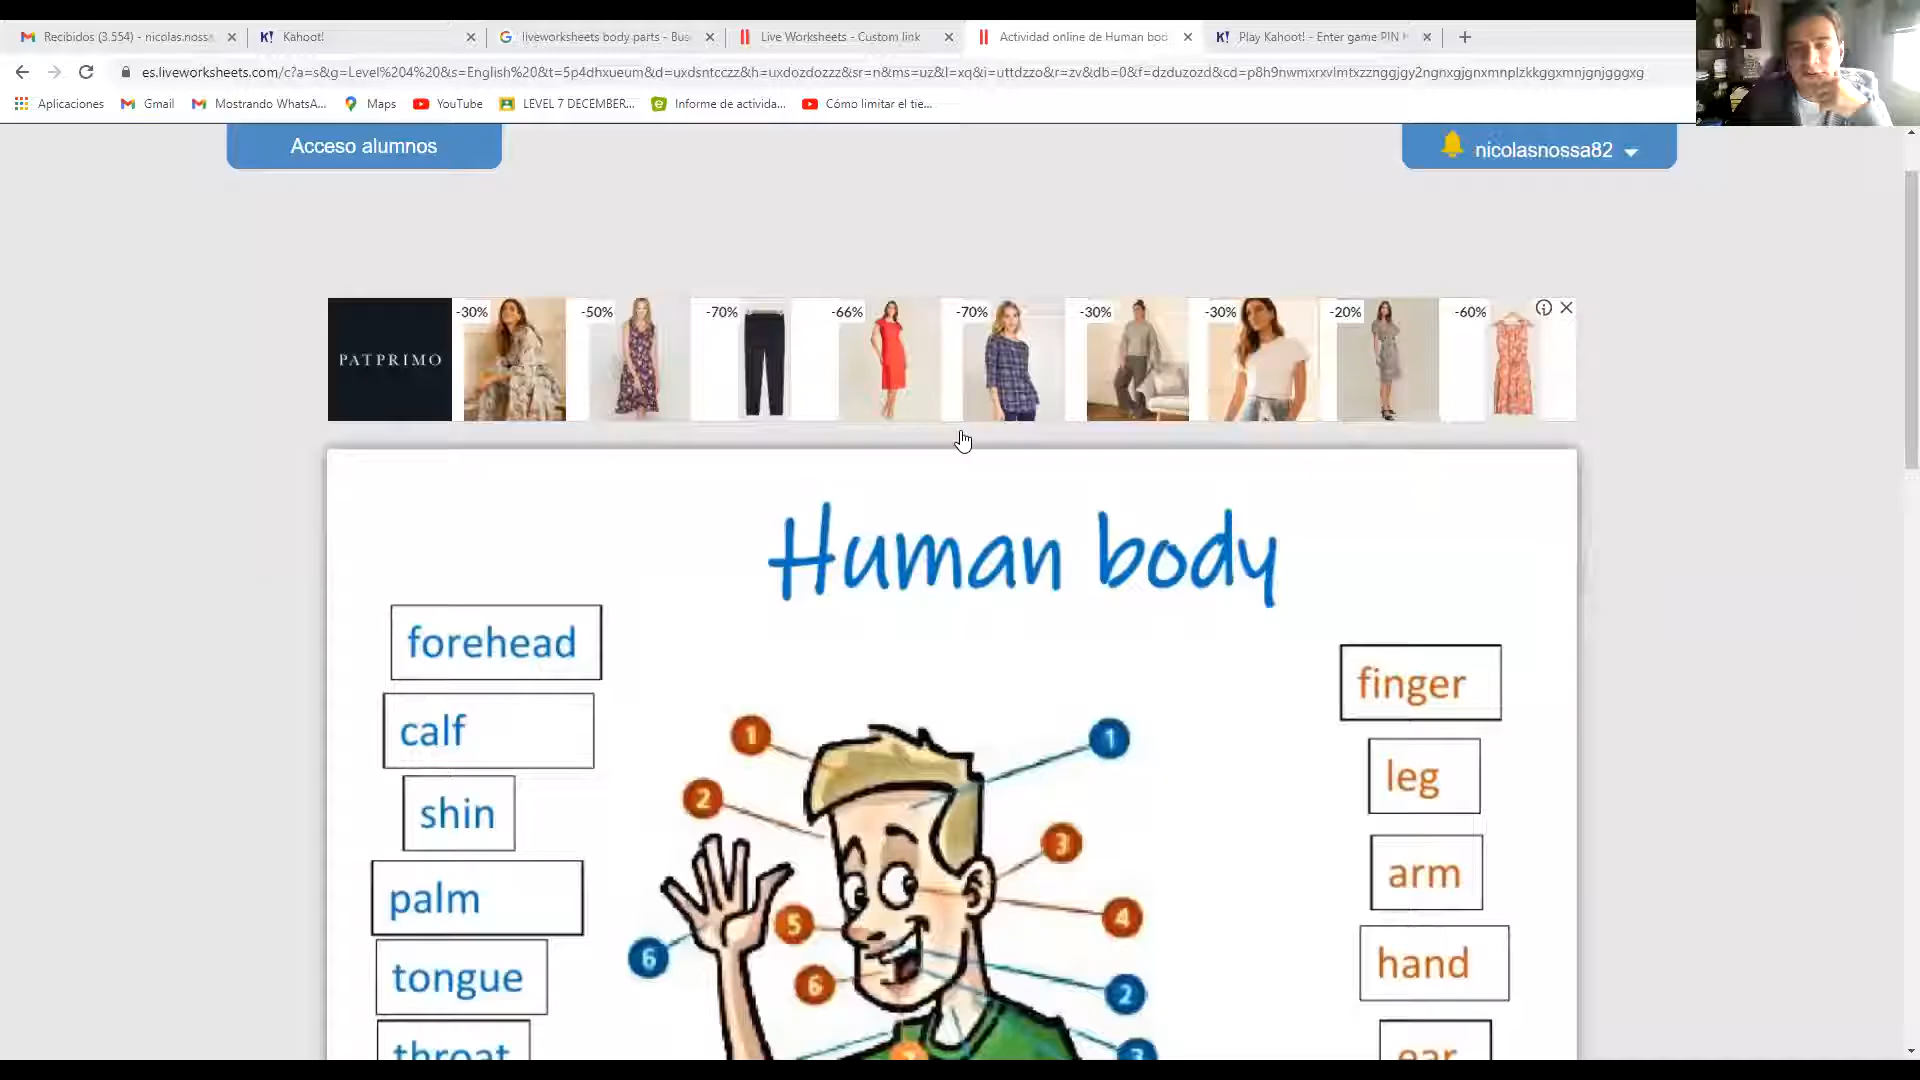 Recibidos (3.554) - nicolas.noss
Kahoot!
liveworksheets body parts - Bus
Live Worksheets - Custom link
Actividad online de Human bod
Play Kahoot! - Enter game PIN
es.liveworksheets.com/c?a=s&g=Level%204%20&s=English%20&t=5p4dhxueum&d=uxdsntcczz&h=uxdozdozzz&sr=n&ms=uz&l=xq&i=uttdzzo&r=zv&db=0&f=dzduzozd&cd=p8h9nwmxrxvlmtxzznggjgy2ngnxgjgnxmnplzkkggxmnjgnjgggxg
Aplicaciones
Gmail
Mostrando WhatsA...
Maps
YouTube
LEVEL 7 DECEMBER...
Informe de activida...
Cómo limitar el tie...
Acceso alumnos
nicolasnossa82
PATPRIMO
-30%
-50%
-70%
-66%
-70%
-30%
-30%
-20%
-60%
Human body
forehead
finger
calf
1
1
leg
shin
2
3
arm
palm
5
4
6
hand
tongue
6
2
throat
3
ear